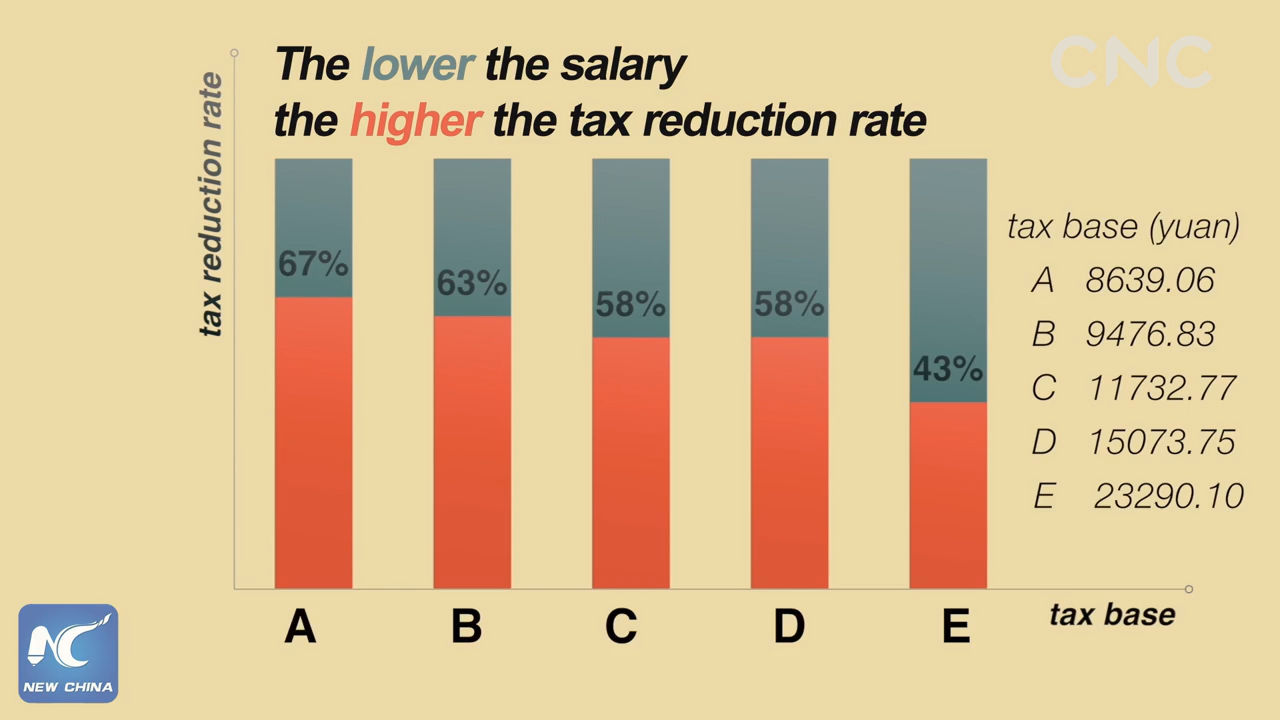 The lower the salary
the higher the tax reduction rate
CNC
tax reduction rate
67%
63%
58%
58%
43%
tax base (yuan)
A 8639.06
B 9476.83
C 11732.77
D 15073.75
E 23290.10
A
B
C
D
E
tax base
NC
NEW CHINA